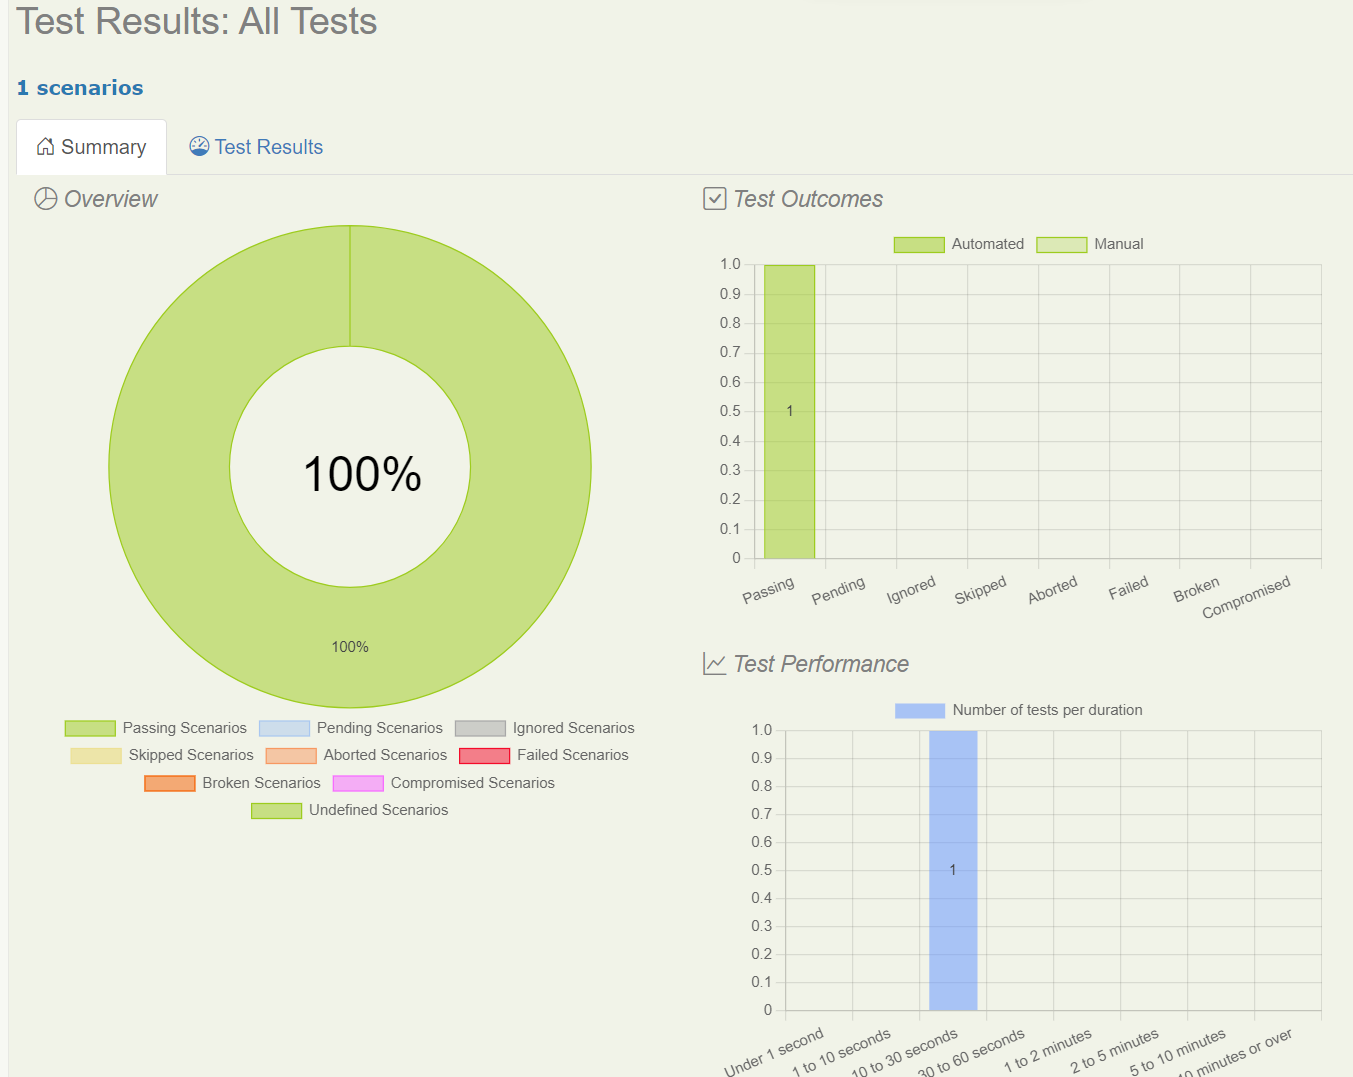 Test Results: All Tests
1 scenarios
Summary
Test Results
Overview
100%
100%
Passing Scenarios Pending Scenarios Ignored Scenarios
Skipped Scenarios Aborted Scenarios Failed Scenarios
Broken Scenarios Compromised Scenarios
Undefined Scenarios
Test Outcomes
Automated Manual
1.0
0.9
0.8
0.7
0.6
0.5
0.4
0.3
0.2
0.1
0
1
Passing Pending Ignored Skipped Aborted Failed Broken Compromised
Test Performance
Number of tests per duration
1.0
0.9
0.8
0.7
0.6
0.5
0.4
0.3
0.2
0.1
0
1
Under 1 second
1 to 10 seconds
10 to 30 seconds
30 to 60 seconds
1 to 2 minutes
2 to 5 minutes
5 to 10 minutes
10 minutes or over